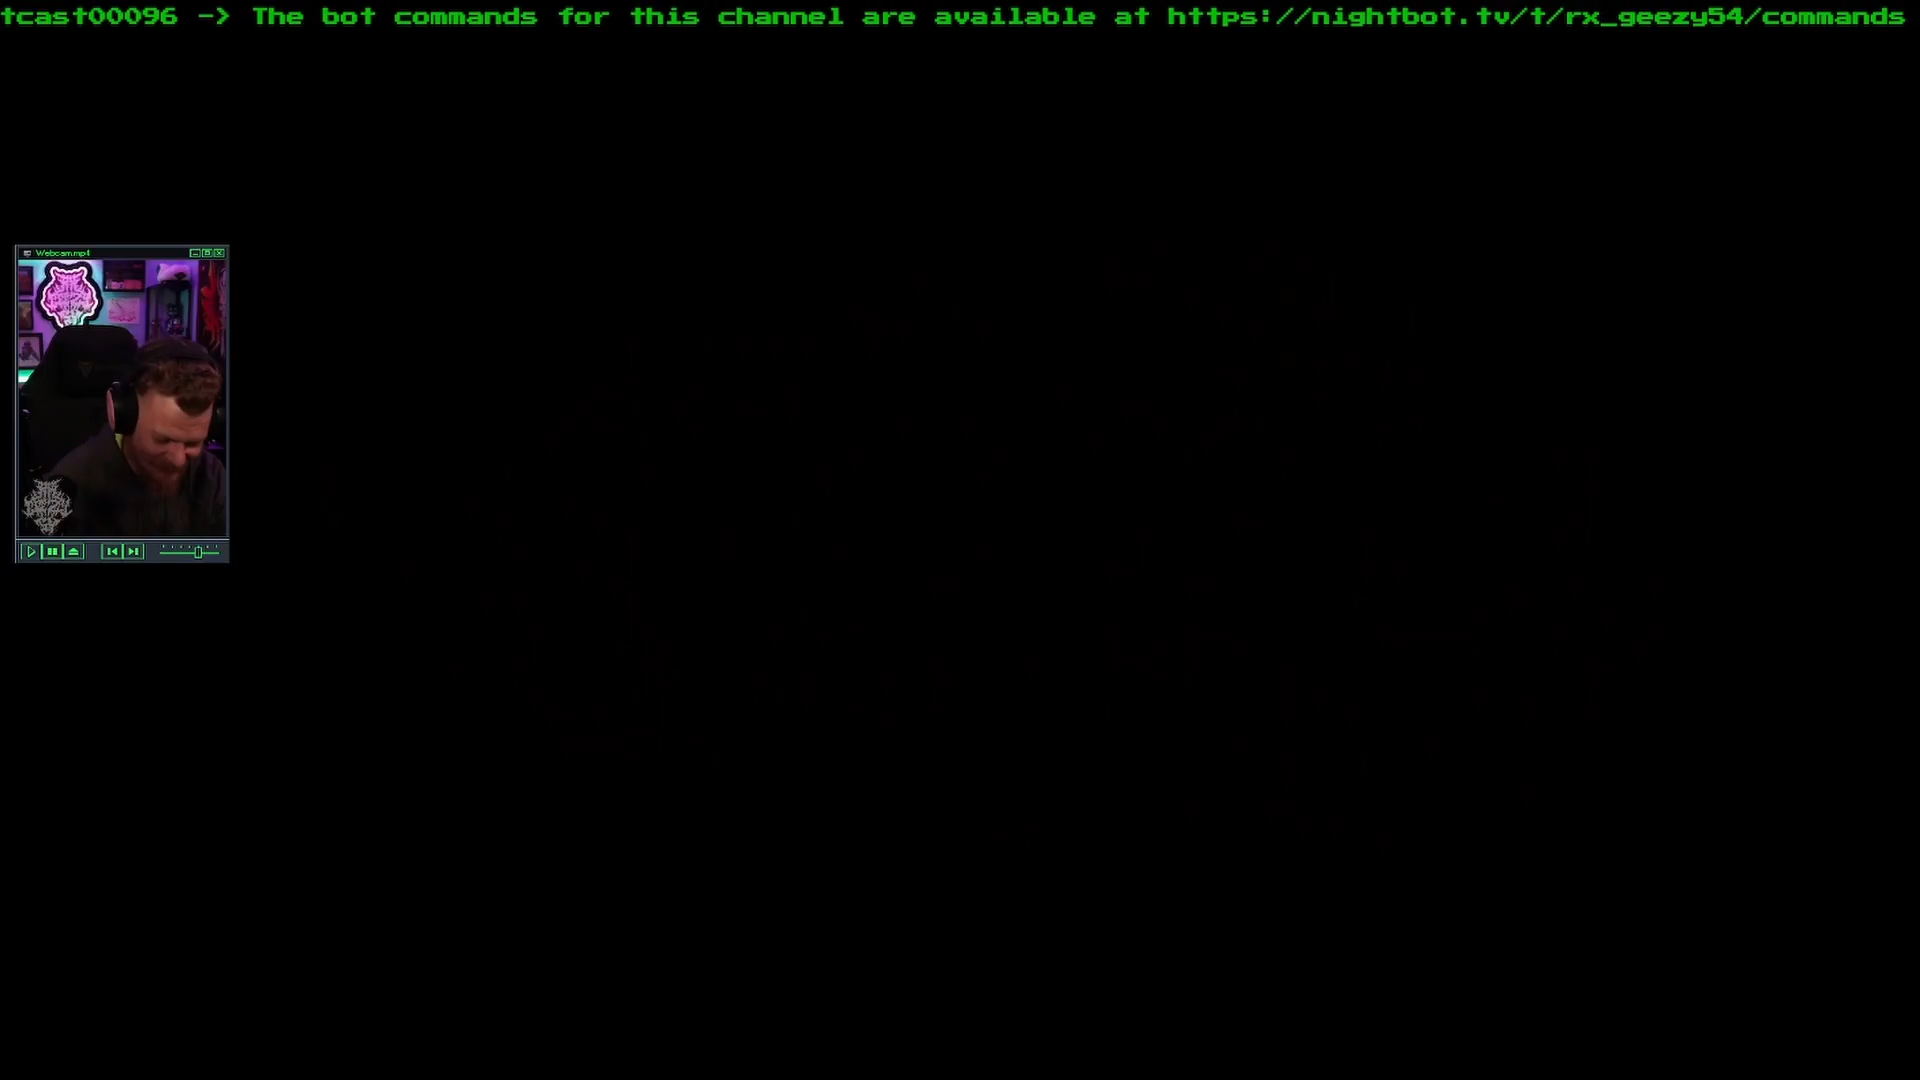 tcast00096 -> The bot commands for this channel are available at https://nightbot.tv/t/rx_geezy54/commands
Webcam.mp4